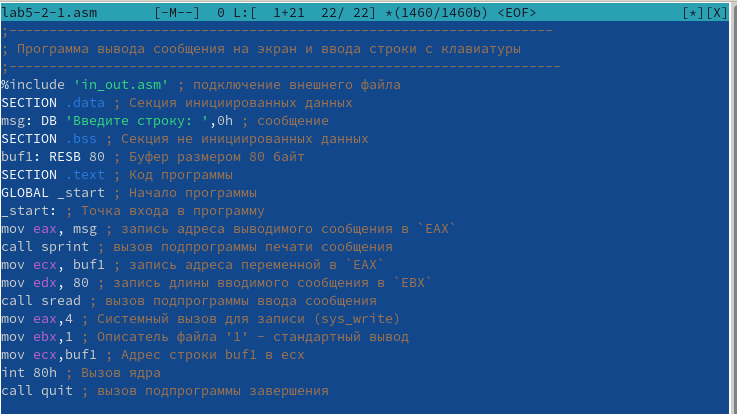 lab5-2-1.asm [-M--] 0 L:[ 1+21 22/ 22] *(1460/1460b) <EOF> [*][X]
;--------------------------------------------------------------------
; Программа вывода сообщения на экран и ввода строки с клавиатуры
;---------------------------------------------------------------------
%include 'in_out.asm' ; подключение внешнего файла
SECTION .data ; Секция инициированных данных
msg: DB 'Введите строку: ',0h ; сообщение
SECTION .bss ; Секция не инициированных данных
buf1: RESB 80 ; Буфер размером 80 байт
SECTION .text ; Код программы
GLOBAL _start ; Начало программы
_start: ; Точка входа в программу
mov eax, msg ; запись адреса выводимого сообщения в `EAX`
call sprint ; вызов подпрограммы печати сообщения
mov ecx, buf1 ; запись адреса переменной в `EAX`
mov edx, 80 ; запись длины вводимого сообщения в `EBX`
call sread ; вызов подпрограммы ввода сообщения
mov eax,4 ; Системный вызов для записи (sys_write)
mov ebx,1 ; Описатель файла '1' - стандартный вывод
mov ecx,buf1 ; Адрес строки buf1 в ecx
int 80h ; Вызов ядра
call quit ; вызов подпрограммы завершения